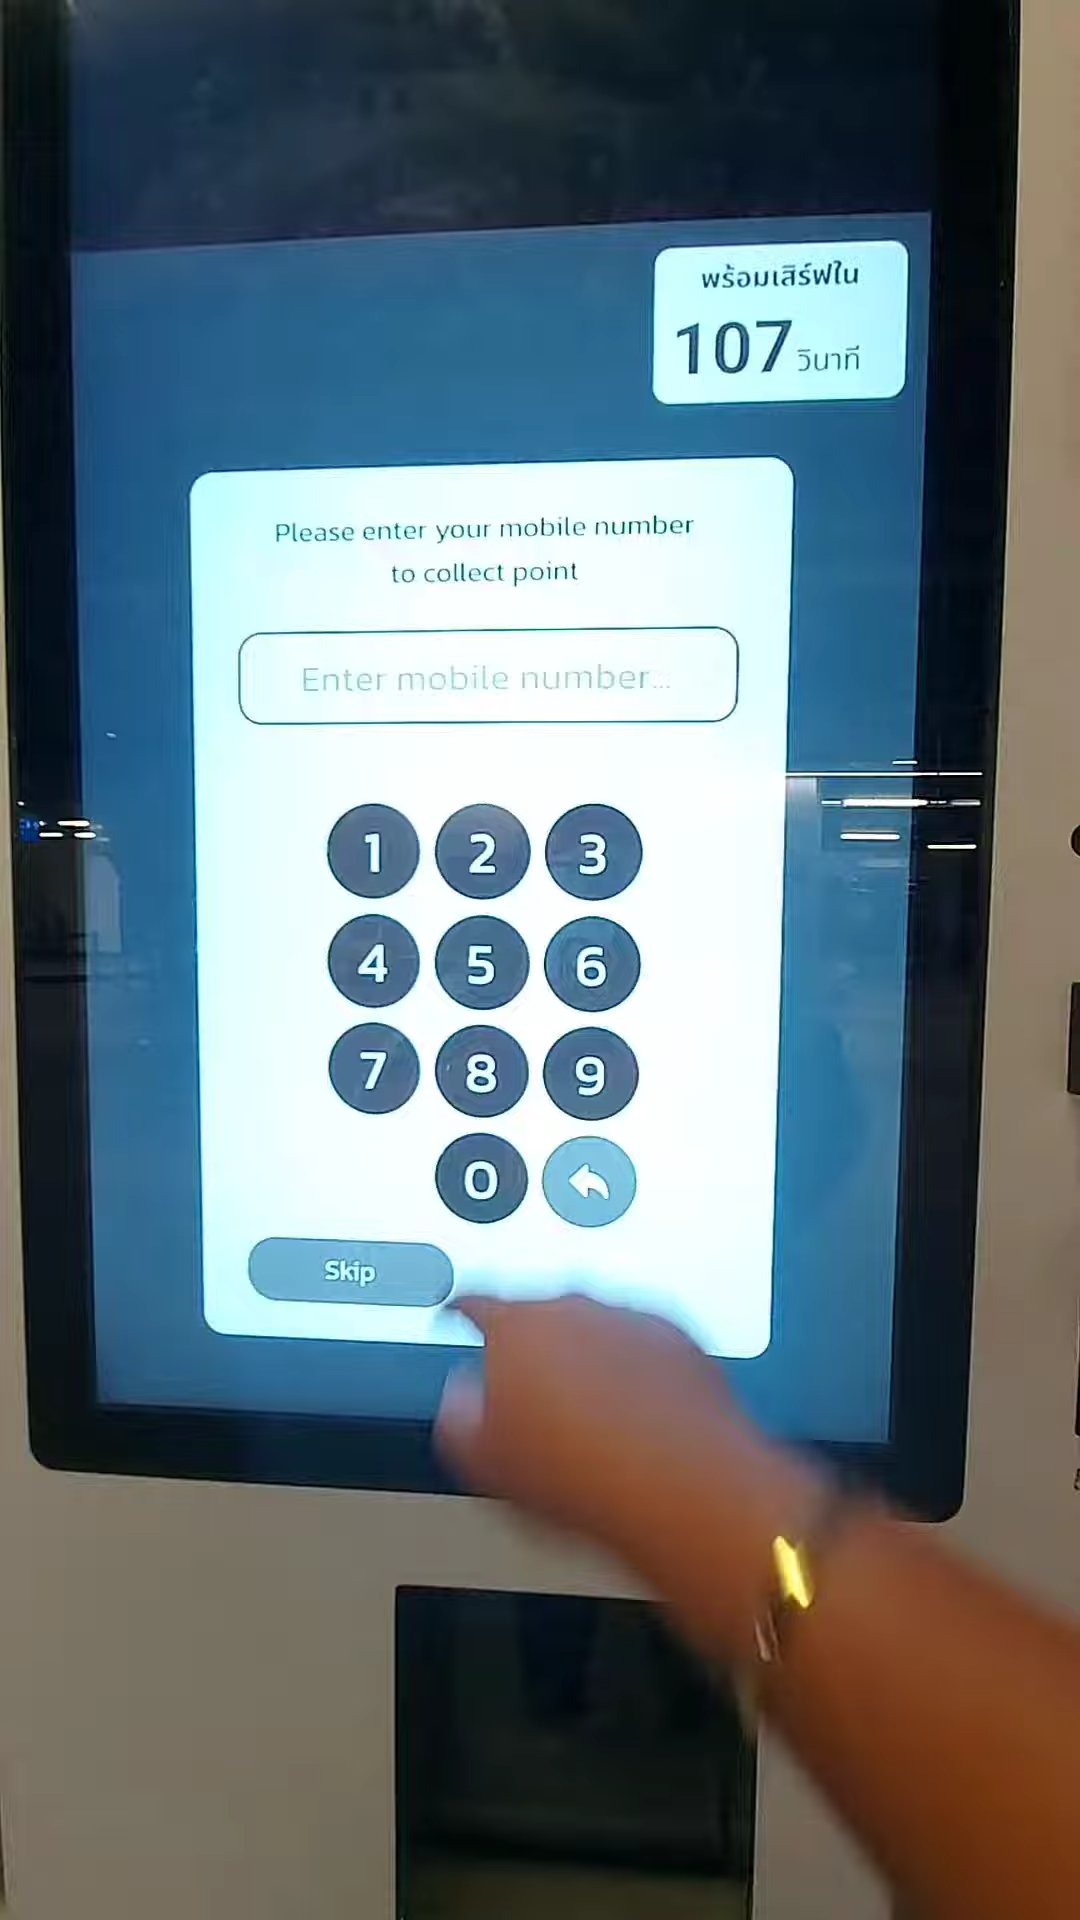 พร้อมเสิร์ฟใน
107 วินาที
Please enter your mobile number
to collect point
Enter mobile number...
1 2 3
4 5 6
7 8 9
0
Skip